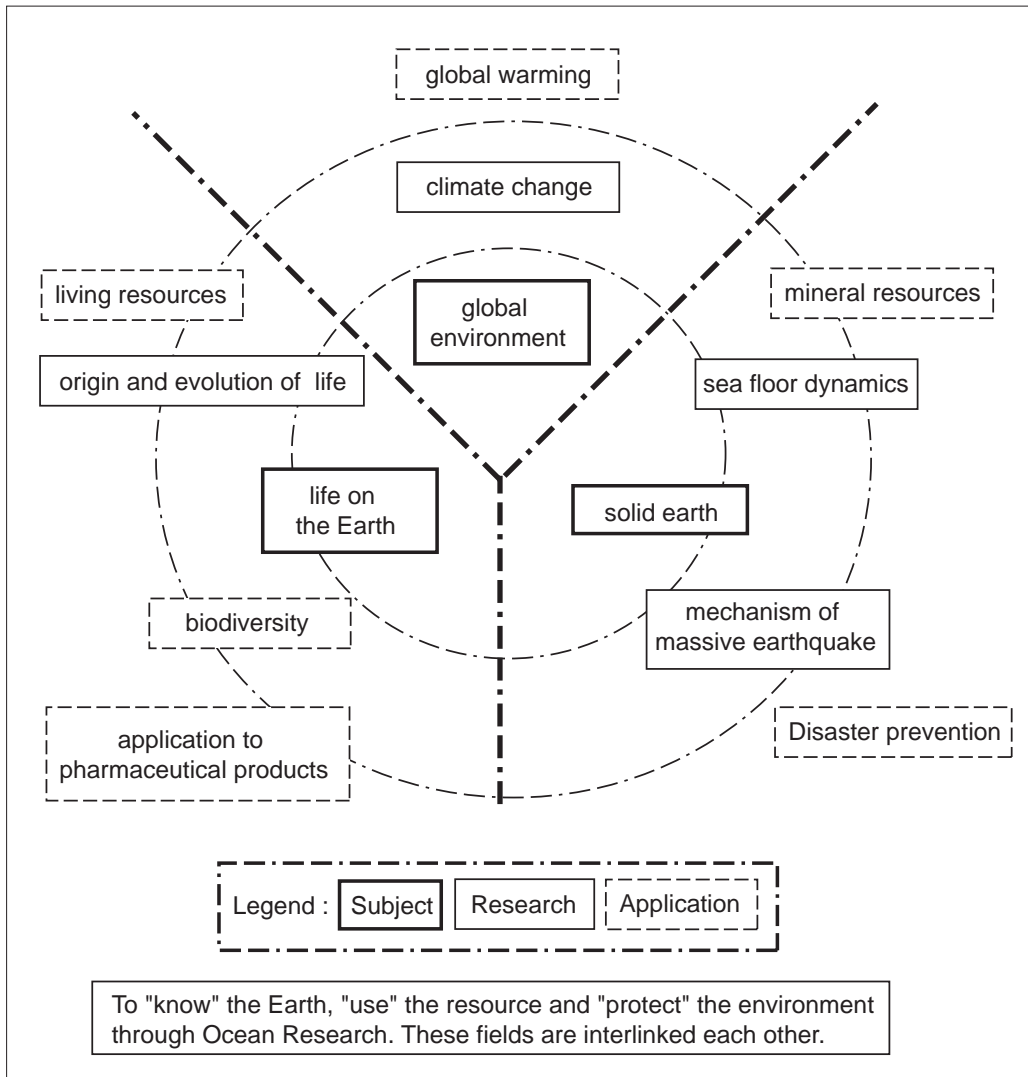 global warming
climate change
living resources
global
environment
mineral resources
origin and evolution of life
sea floor dynamics
life on
the Earth
solid earth
biodiversity
mechanism of
massive earthquake
application to
pharmaceutical products
Disaster prevention
Legend : Subject Research Application
To "know" the Earth, "use" the resource and "protect" the environment
through Ocean Research. These fields are interlinked each other.